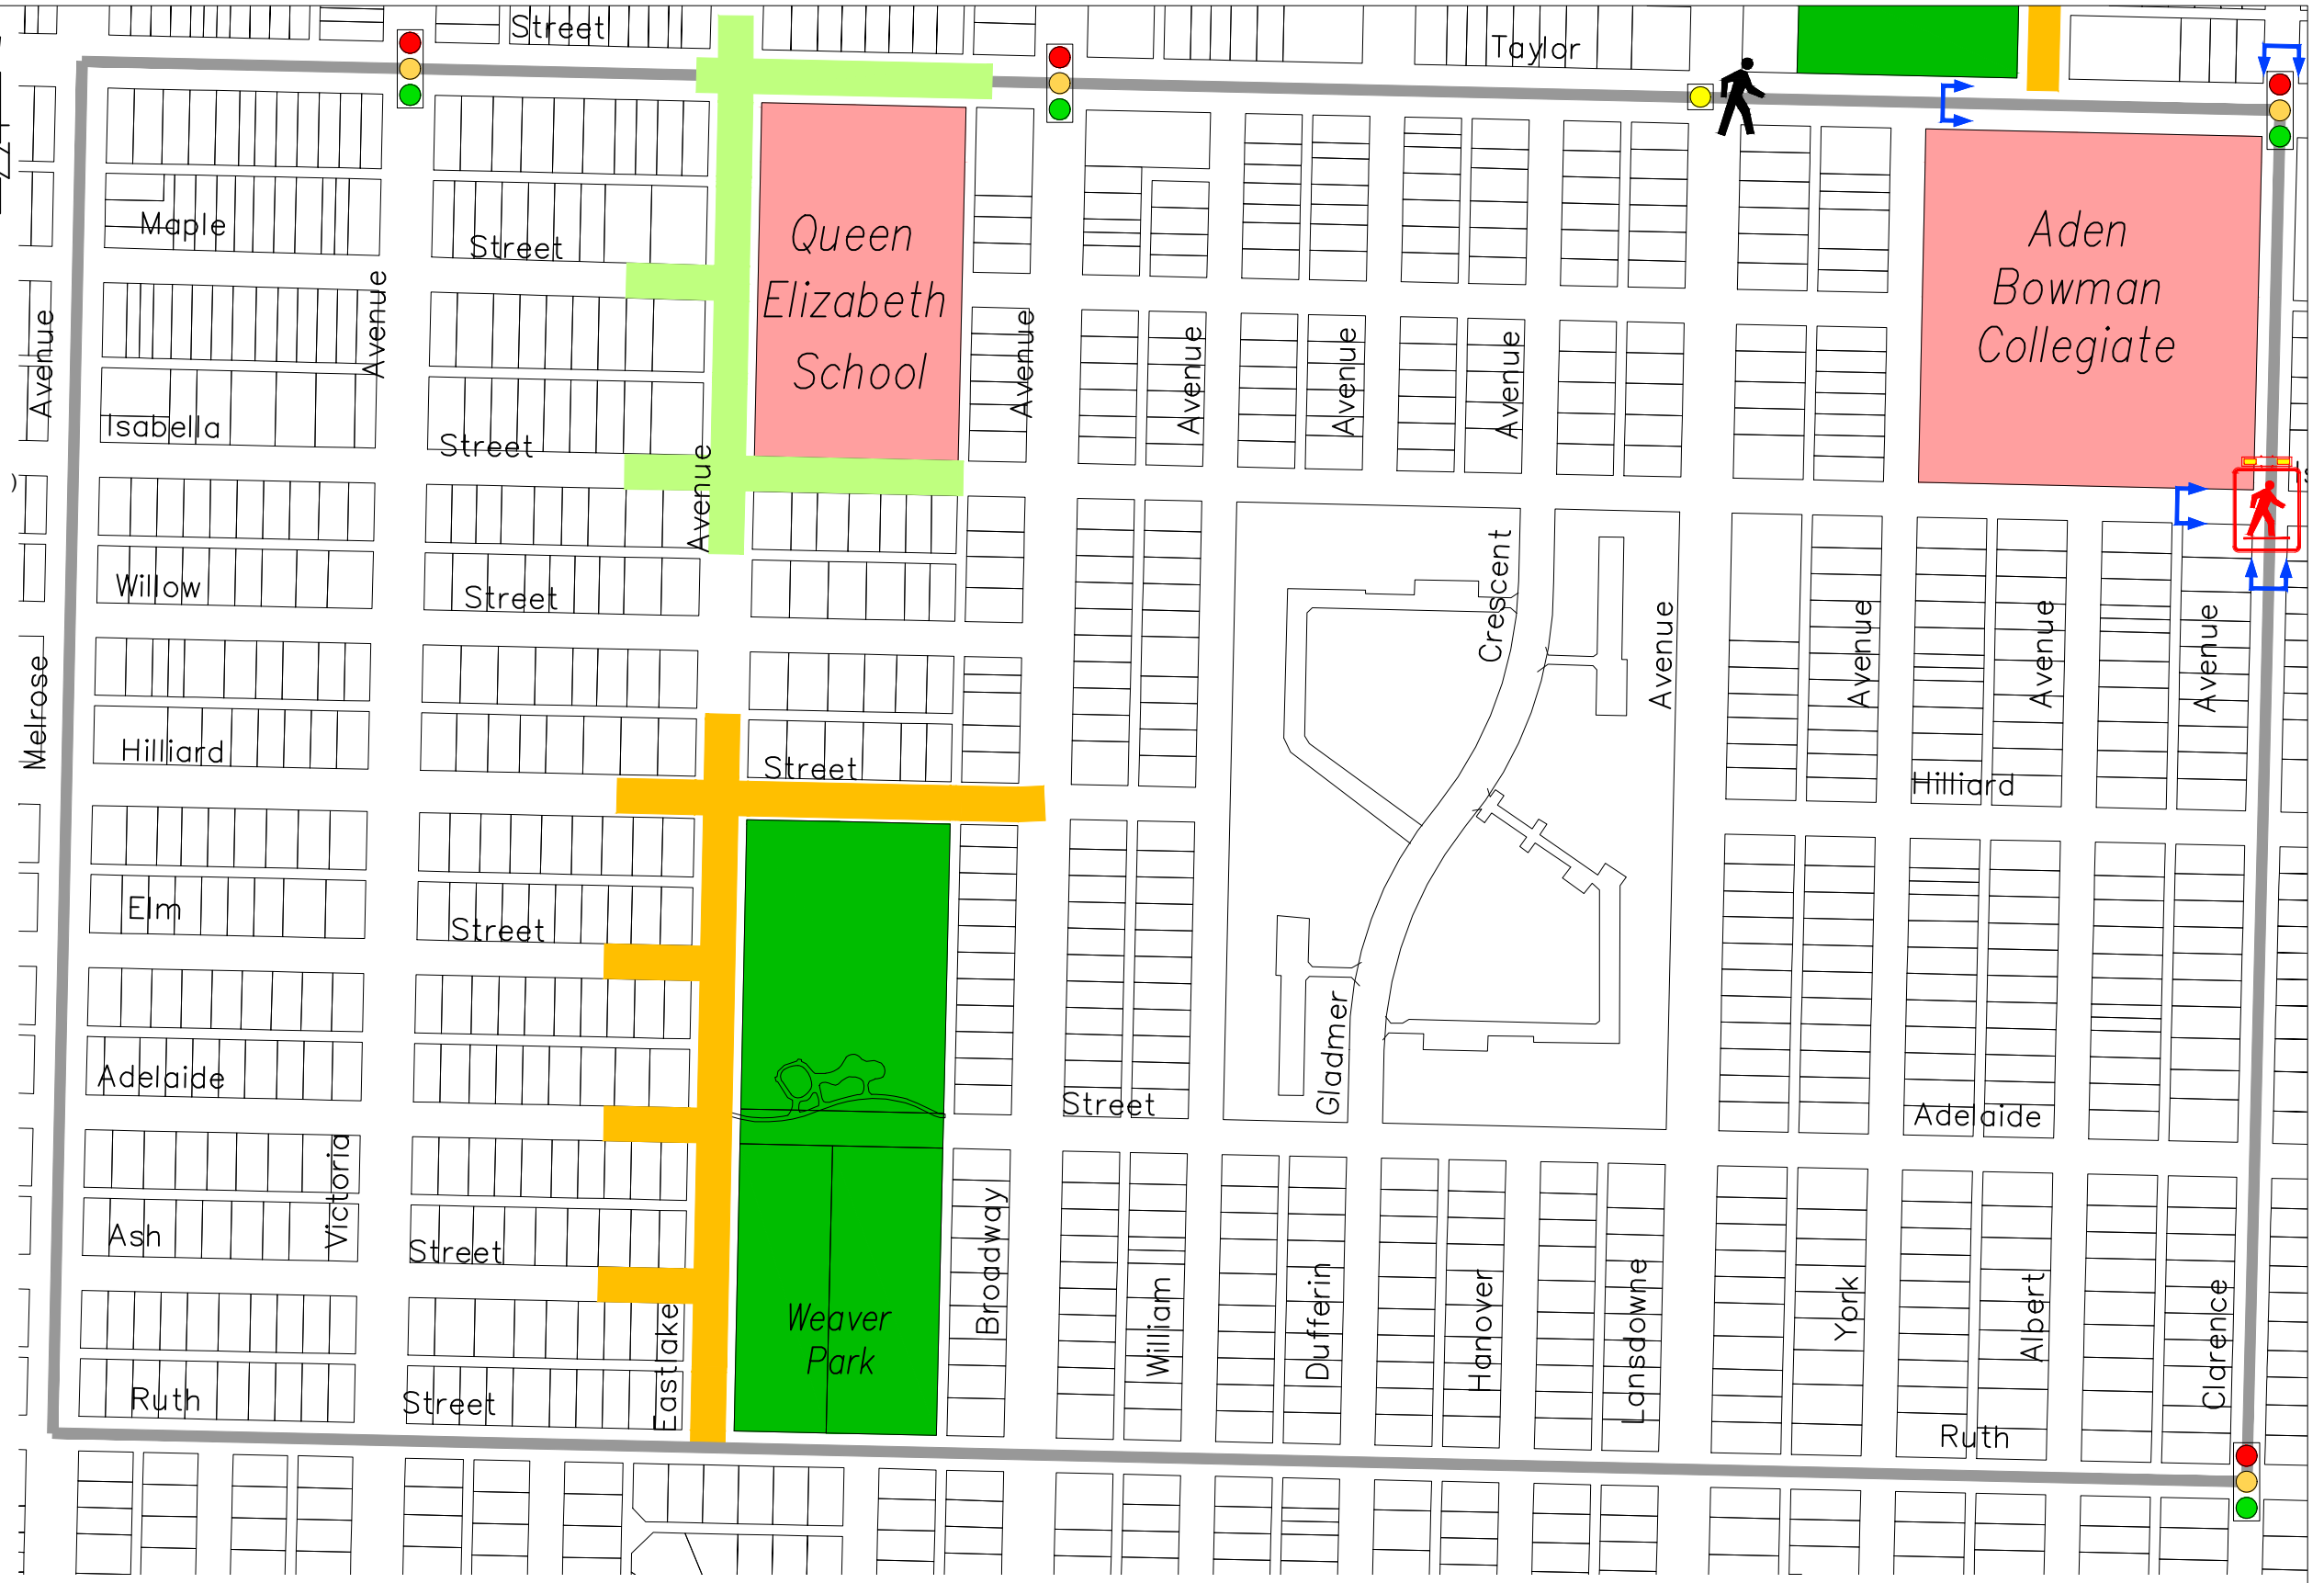 Street
Taylor
Maple
Street
Queen
Elizabeth
School
Aden
Bowman
Collegiate
Avenue
Avenue
Avenue
Avenue
Avenue
Avenue
Isabella
Street
Avenue
)
Willow
Street
Crescent
Avenue
Avenue
Avenue
Avenue
Melrose
Hilliard
Street
Hilliard
Elm
Street
Adelaide
Gladmer
Street
Adelaide
Victoria
Ash
Street
Broadway
William
Dufferin
Hanover
Lansdowne
York
Albert
Clarence
Weaver
Park
Eastlake
Ruth
Street
Ruth